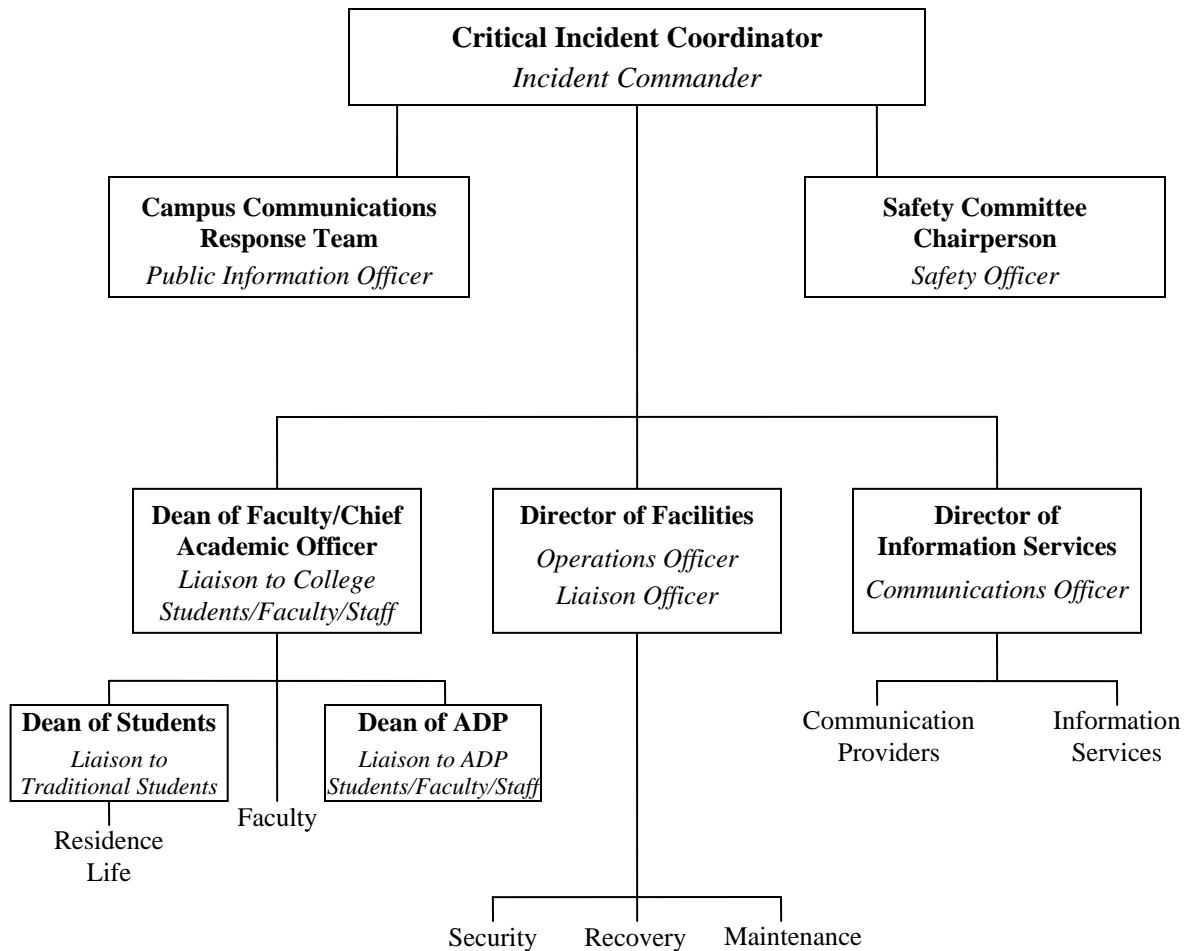 Critical Incident Coordinator
Incident Commander
Campus Communications
Response Team
Public Information Officer
Safety Committee
Chairperson
Safety Officer
Dean of Faculty/Chief
Academic Officer
Liaison to College
Students/Faculty/Staff
Director of Facilities
Operations Officer
Liaison Officer
Director of
Information Services
Communications Officer
Dean of Students
Liaison to
Traditional Students
Dean of ADP
Liaison to ADP
Students/Faculty/Staff
Communication
Providers
Information
Services
Faculty
Residence
Life
Security
Recovery
Maintenance